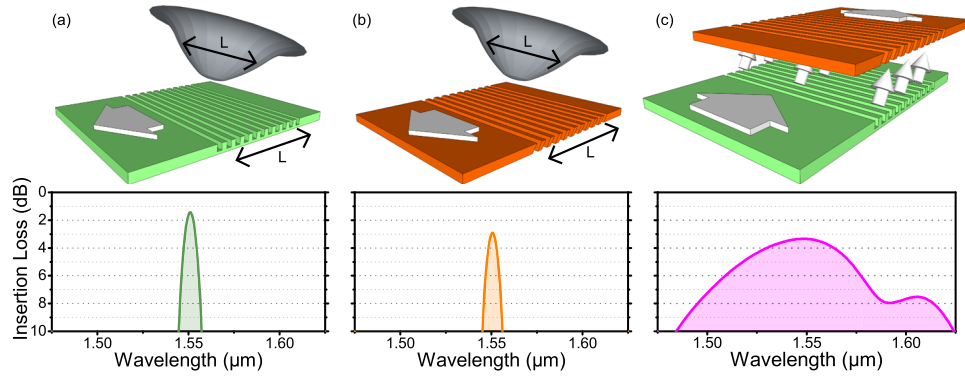 (a)
L
L
(b)
L
L
(c)
Insertion Loss (dB)
0
2
4
6
8
10
1.50 1.55 1.60
Wavelength (μm)
1.50 1.55 1.60
Wavelength (μm)
1.50 1.55 1.60
Wavelength (μm)